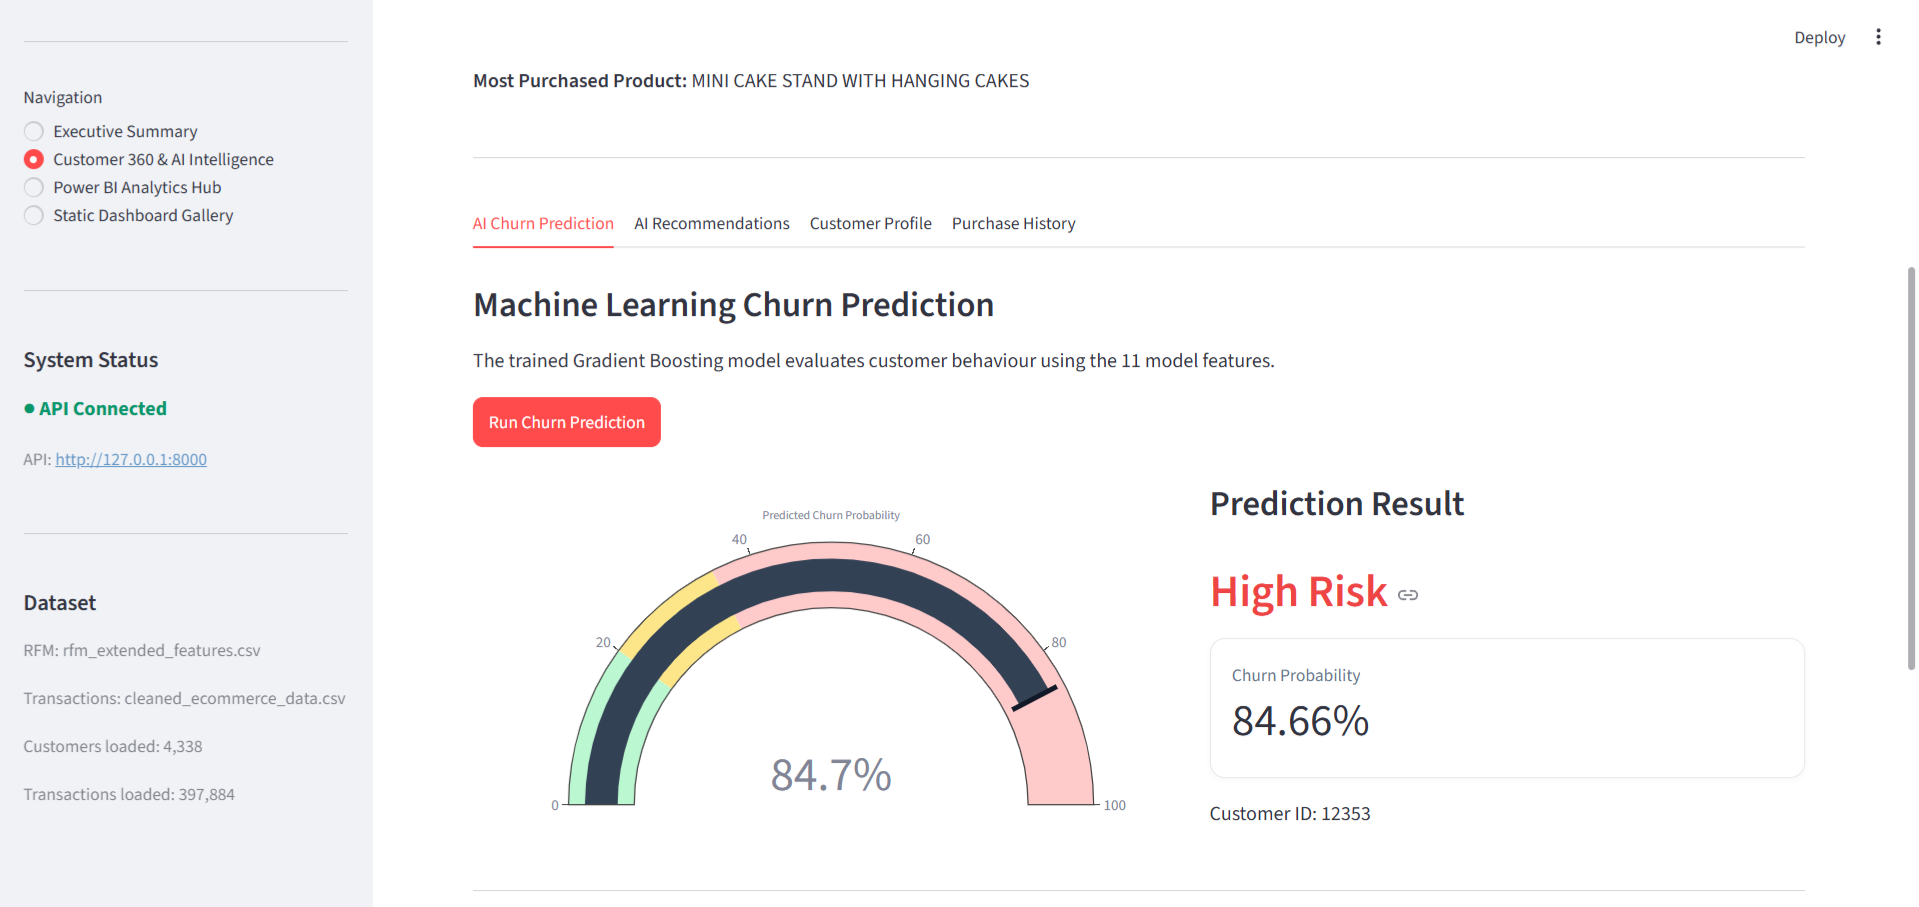 Navigation
Executive Summary
Customer 360 & AI Intelligence
Power BI Analytics Hub
Static Dashboard Gallery
System Status
API Connected
API: http://127.0.0.1:8000
Dataset
RFM: rfm_extended_features.csv
Transactions: cleaned_ecommerce_data.csv
Customers loaded: 4,338
Transactions loaded: 397,884
Deploy
Most Purchased Product: MINI CAKE STAND WITH HANGING CAKES
AI Churn Prediction AI Recommendations Customer Profile Purchase History
Machine Learning Churn Prediction
The trained Gradient Boosting model evaluates customer behaviour using the 11 model features.
Run Churn Prediction
Predicted Churn Probability
0
20
40
60
80
100
84.7%
Prediction Result
High Risk
Churn Probability
84.66%
Customer ID: 12353